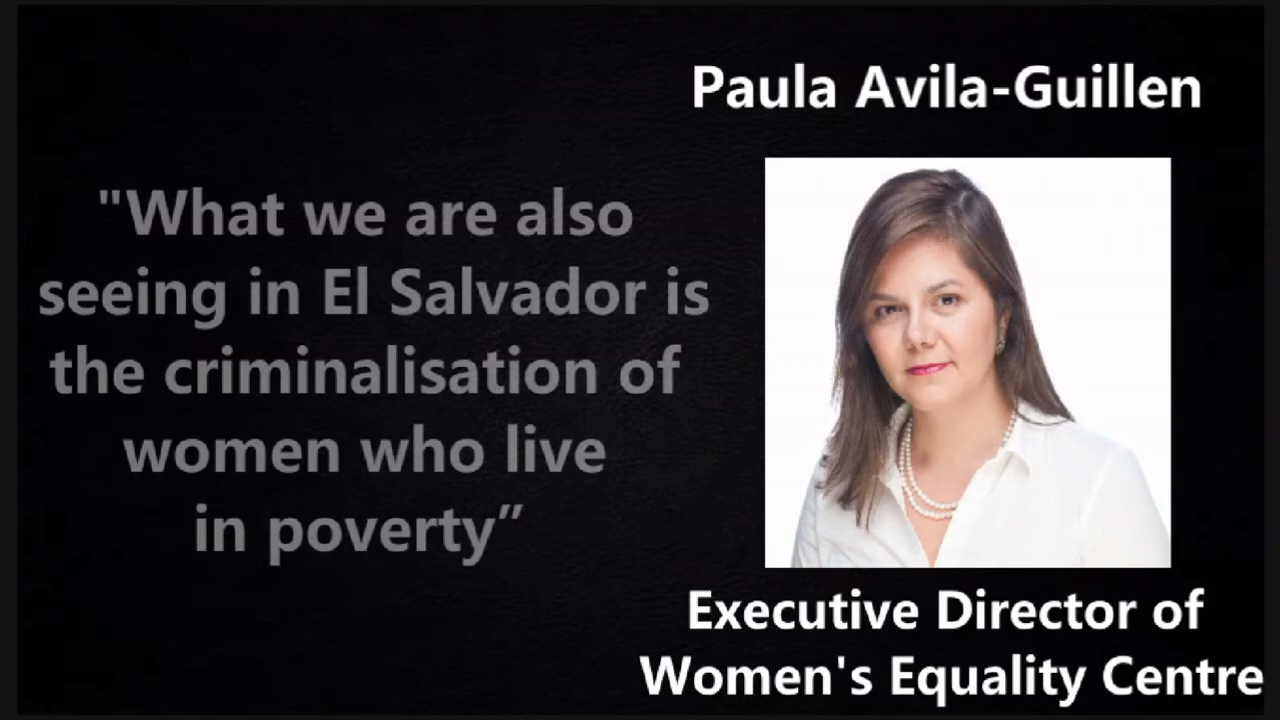 Paula Avila-Guillen
"What we are also
seeing in El Salvador is
the criminalisation of
women who live
in poverty”
Executive Director of
Women's Equality Centre